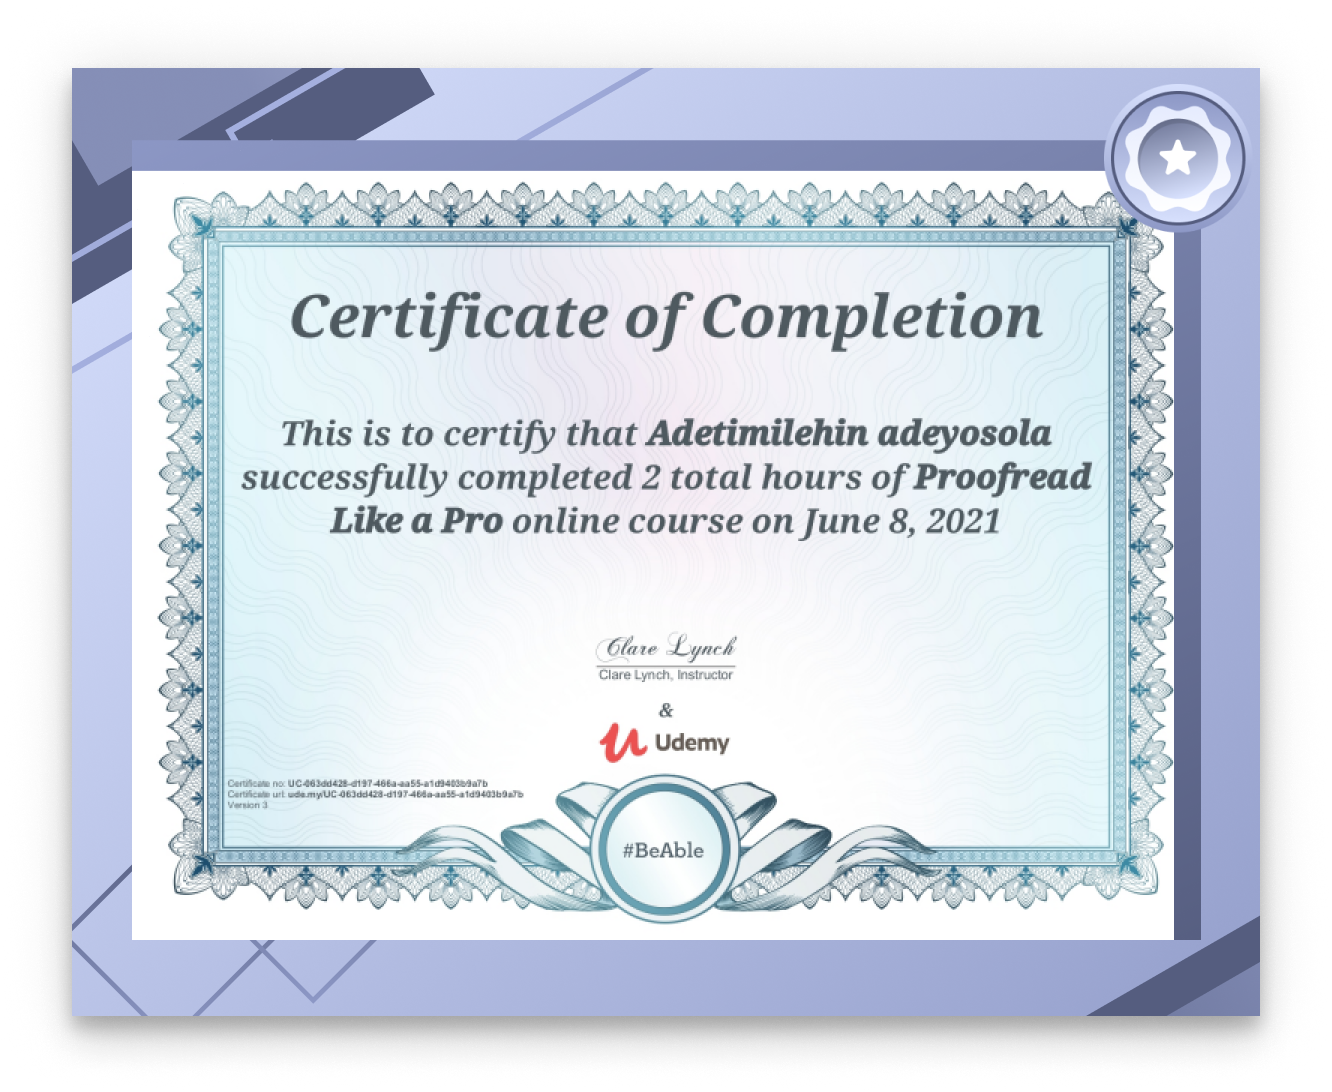 Certificate of Completion
This is to certify that Adetimilehin adeyosola
successfully completed 2 total hours of Proofread
Like a Pro online course on June 8, 2021
Clare Lynch
Clare Lynch, Instructor
&
Udemy
Certificate no: UC-063dd428-d197-466a-aa55-a1d9403b9a7b
Certificate url: ude.my/UC-063dd428-d197-466a-aa55-a1d9403b9a7b
Version 3
#BeAble